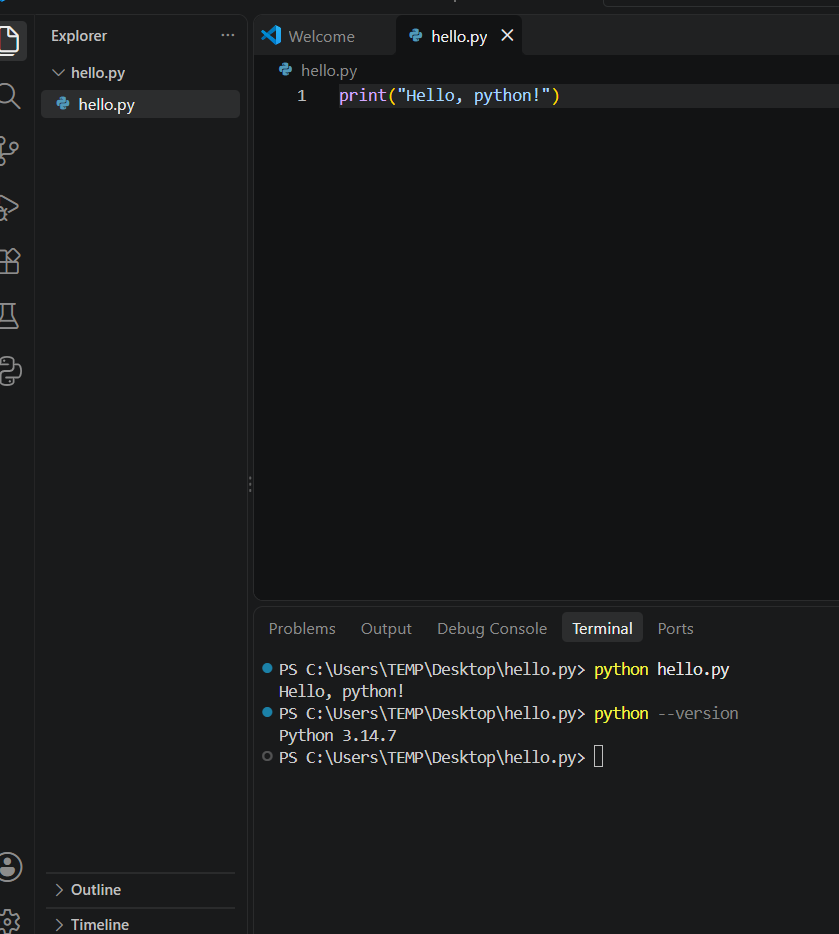 Explorer
hello.py
hello.py
Outline
Timeline
Welcome
hello.py
hello.py
1 print("Hello, python!")
Problems Output Debug Console Terminal Ports
PS C:\Users\TEMP\Desktop\hello.py> python hello.py
Hello, python!
PS C:\Users\TEMP\Desktop\hello.py> python --version
Python 3.14.7
PS C:\Users\TEMP\Desktop\hello.py>